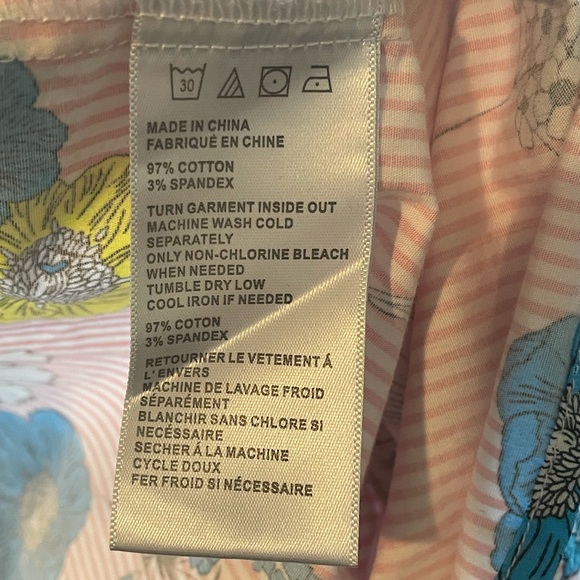 30
MADE IN CHINA
FABRIQUÉ EN CHINE
97% COTTON
3% SPANDEX
TURN GARMENT INSIDE OUT
MACHINE WASH COLD
SEPARATELY
ONLY NON-CHLORINE BLEACH
WHEN NEEDED
TUMBLE DRY LOW
COOL IRON IF NEEDED
97% COTTON
3% SPANDEX
RETOURNER LE VETEMENT Á
L' ENVERS
MACHINE DE LAVAGE FROID
SÉPARÉMENT
BLANCHIR SANS CHLORE SI
NECÉSSAIRE
SECHER Á LA MACHINE
CYCLE DOUX
FER FROID SI NÉCESSAIRE